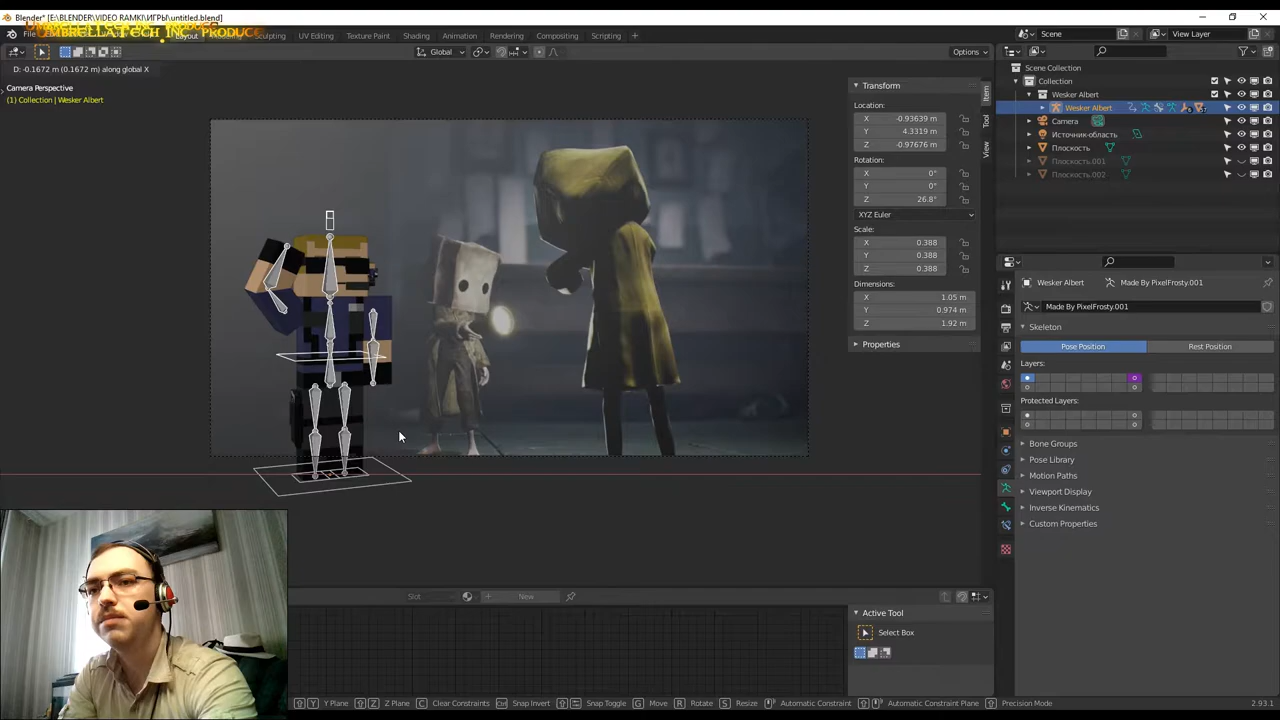 Blender* [E:\BLENDER\VIDEO RAMKI\ИГРЫ\untitled.blend]
UMBRELLATECH INC. PRODUCE
Layout
Sculpting
UV Editing
Texture Paint
Shading
Animation
Rendering
Compositing
Scripting
Scene
View Layer
Global
Options
D: -0.1672 m (0.1672 m) along global X
Camera Perspective
(1) Collection | Wesker Albert
Transform
Location:
X -0.93639 m
Y 4.3319 m
Z -0.97676 m
Rotation:
X 0°
Y 0°
Z 26.8°
XYZ Euler
Scale:
X 0.388
Y 0.388
Z 0.388
Dimensions:
X 1.05 m
Y 0.974 m
Z 1.92 m
Properties
Item
Tool
View
Scene Collection
Collection
Wesker Albert
Wesker Albert
Camera
Источник-область
Плоскость
Плоскость.001
Плоскость.002
Wesker Albert
Made By PixelFrosty.001
Made By PixelFrosty.001
Skeleton
Pose Position
Rest Position
Layers:
Protected Layers:
Bone Groups
Pose Library
Motion Paths
Viewport Display
Inverse Kinematics
Custom Properties
Slot
New
Active Tool
Select Box
Y Plane
Z Plane
Clear Constraints
Snap Invert
Snap Toggle
Move
Rotate
Resize
Automatic Constraint
Automatic Constraint Plane
Precision Mode
2.93.1